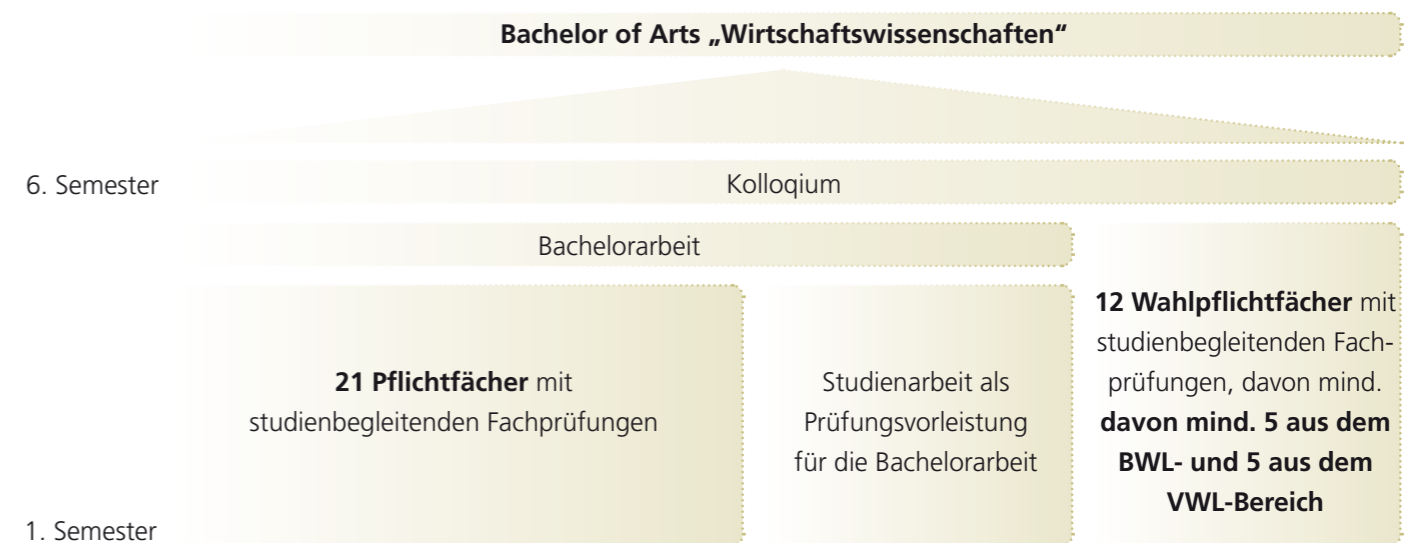 Bachelor of Arts „Wirtschaftswissenschaften“
6. Semester
Kolloqium
Bachelorarbeit
21 Pflichtfächer mit
studienbegleitenden Fachprüfungen
Studienarbeit als
Prüfungsvorleistung
für die Bachelorarbeit
12 Wahlpflichtfächer mit
studienbegleitenden Fach-
prüfungen, davon mind.
davon mind. 5 aus dem
BWL- und 5 aus dem
VWL-Bereich
1. Semester